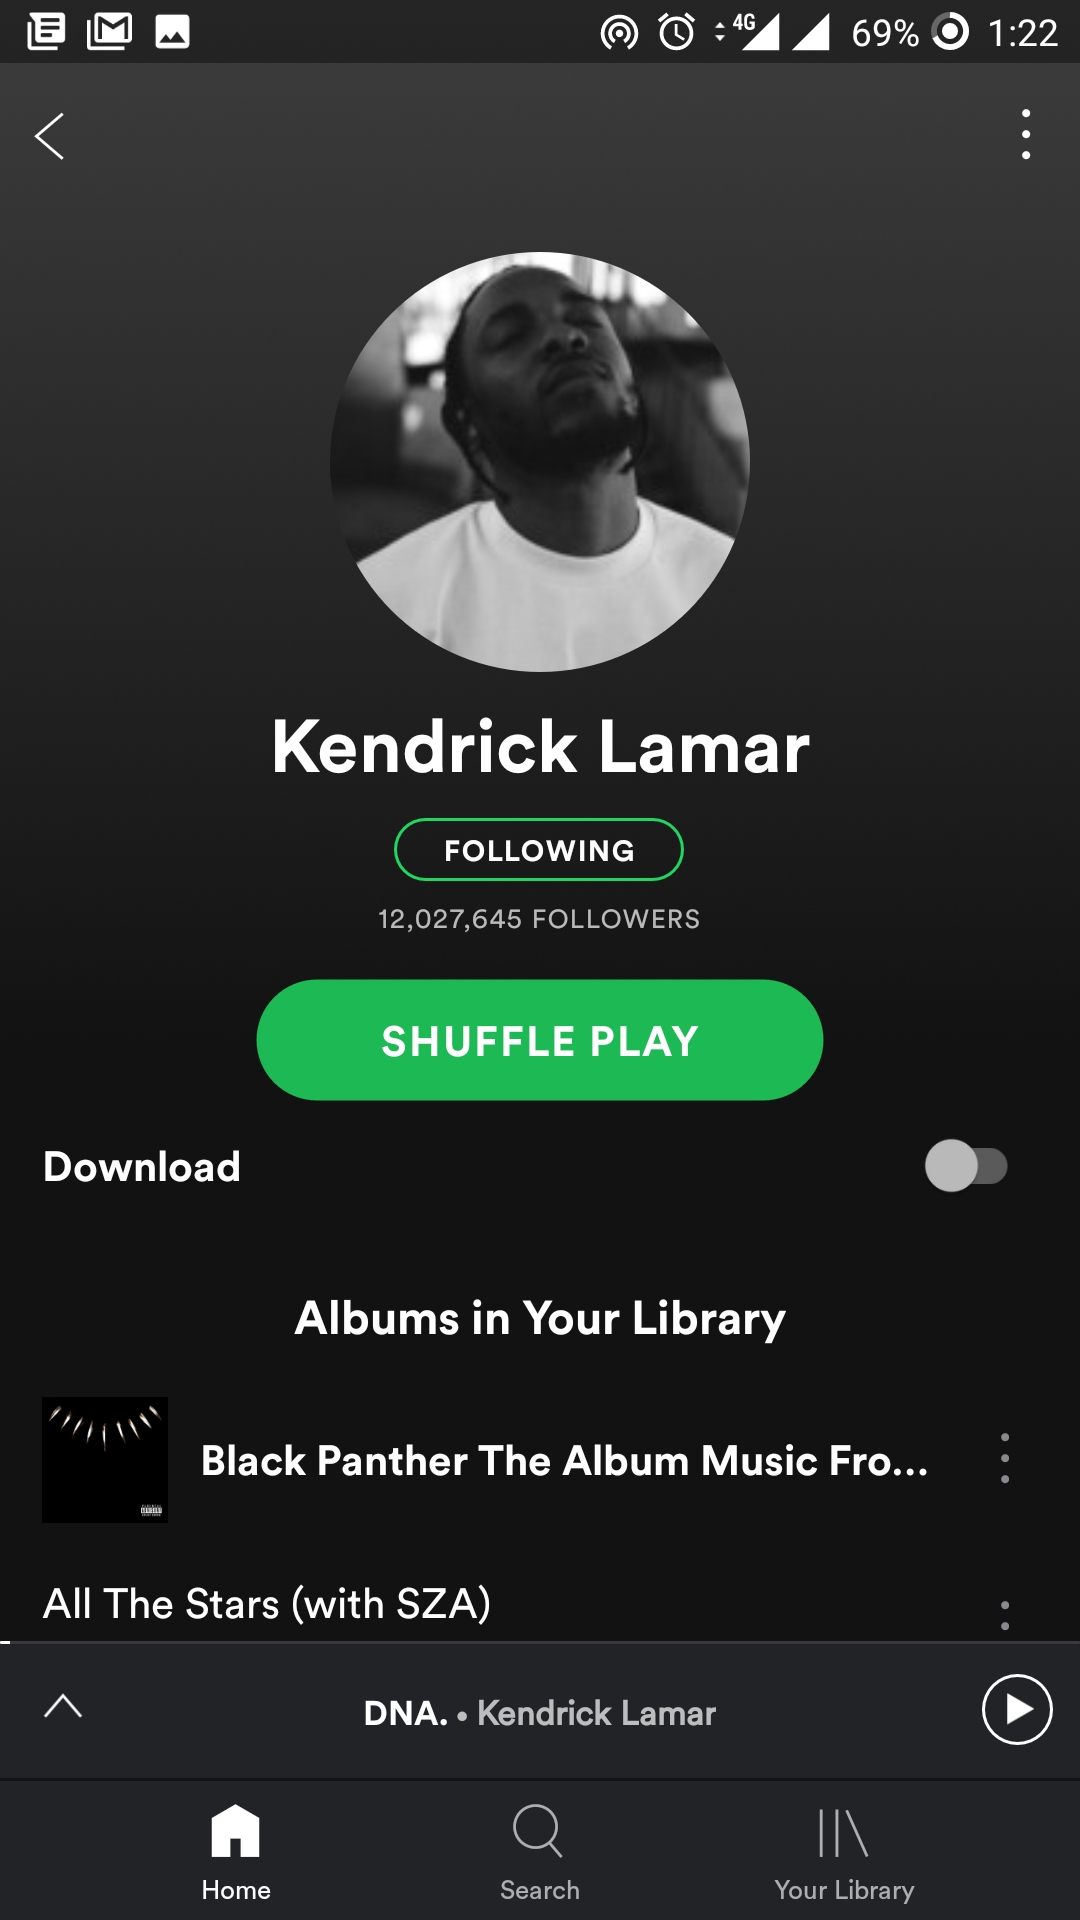 4G 69% 1:22
Kendrick Lamar
FOLLOWING
12,027,645 FOLLOWERS
SHUFFLE PLAY
Download
Albums in Your Library
Black Panther The Album Music Fro...
All The Stars (with SZA)
DNA. • Kendrick Lamar
Home Search Your Library